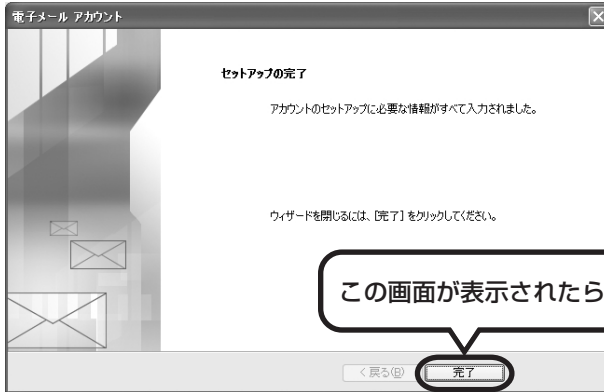 電子メール アカウント
セットアップの完了
アカウントのセットアップに必要な情報がすべて入力されました。
ウィザードを閉じるには、[完了] をクリックしてください。
この画面が表示されたら
< 戻る(B)
完了